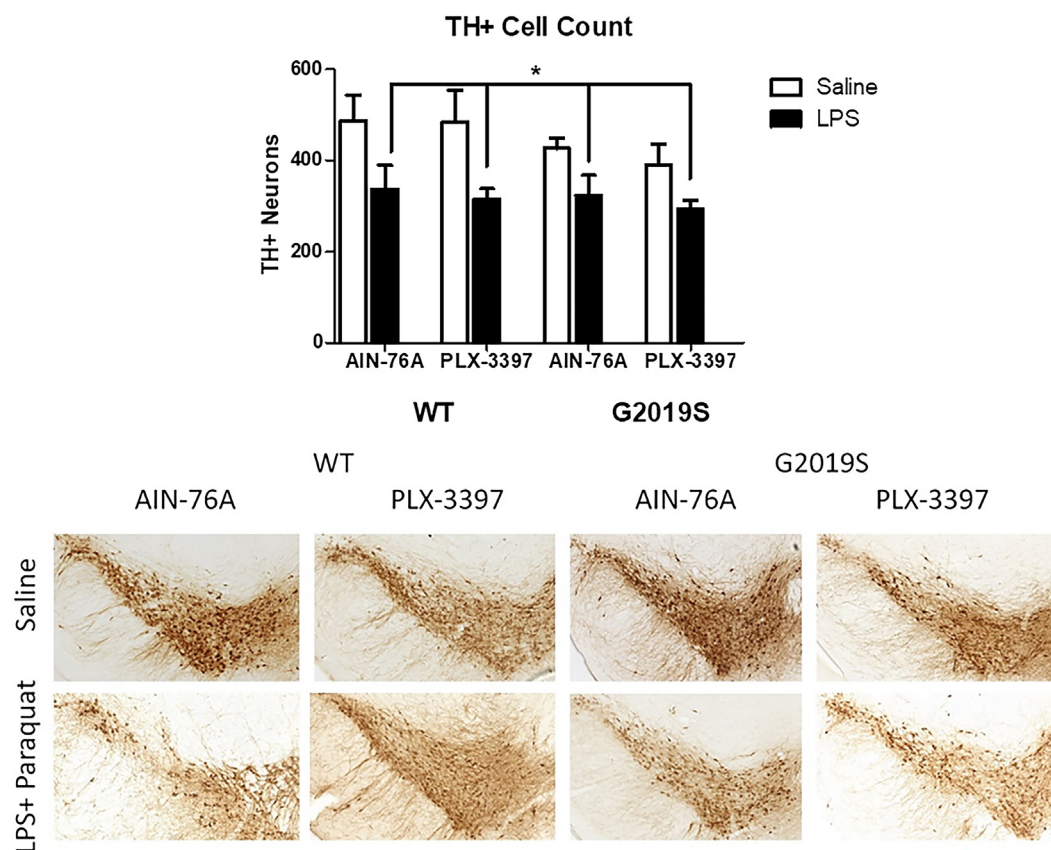 TH+ Cell Count
*
Saline
LPS
TH+ Neurons
600
400
200
0
AIN-76A PLX-3397 AIN-76A PLX-3397
WT G2019S
WT G2019S
AIN-76A PLX-3397 AIN-76A PLX-3397
Saline
LPS+ Paraquat